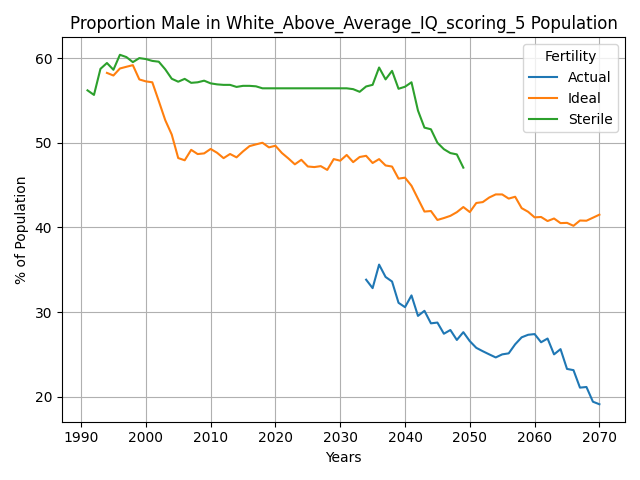 Proportion Male in White_Above_Average_IQ_scoring_5 Population
Fertility
Actual
Ideal
Sterile
% of Population
60
50
40
30
20
1990 2000 2010 2020 2030 2040 2050 2060 2070
Years